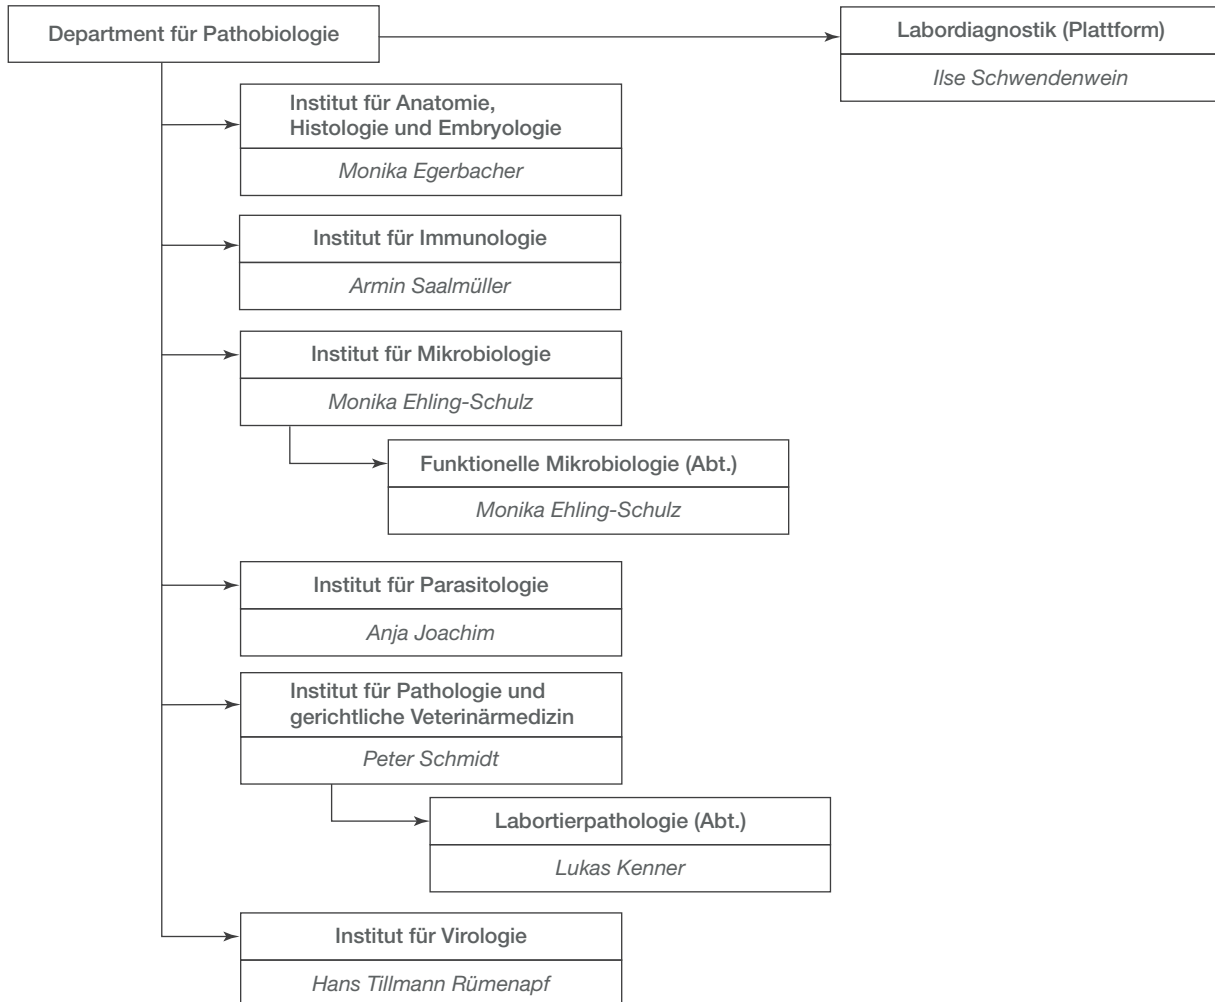 Department für Pathobiologie
Labordiagnostik (Plattform)
Ilse Schwendenwein
Institut für Anatomie,
Histologie und Embryologie
Monika Egerbacher
Institut für Immunologie
Armin Saalmüller
Institut für Mikrobiologie
Monika Ehling-Schulz
Funktionelle Mikrobiologie (Abt.)
Monika Ehling-Schulz
Institut für Parasitologie
Anja Joachim
Institut für Pathologie und
gerichtliche Veterinärmedizin
Peter Schmidt
Labortierpathologie (Abt.)
Lukas Kenner
Institut für Virologie
Hans Tillmann Rümenapf